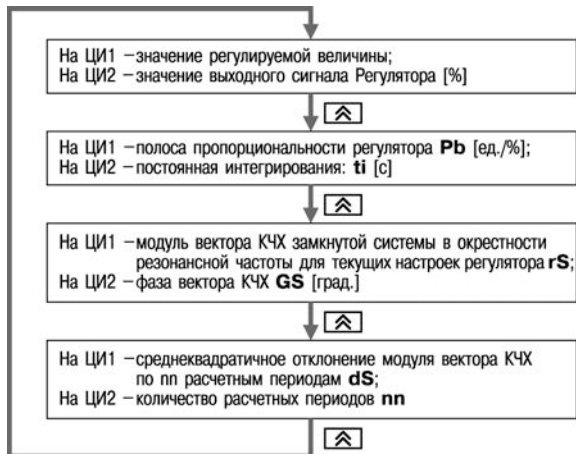 На ЦИ1 – значение регулируемой величины;
На ЦИ2 – значение выходного сигнала Регулятора [%]
На ЦИ1 – полоса пропорциональности регулятора Pb [ед./%];
На ЦИ2 – постоянная интегрирования: ti [с]
На ЦИ1 – модуль вектора КЧХ замкнутой системы в окрестности
резонансной частоты для текущих настроек регулятора rS;
На ЦИ2 – фаза вектора КЧХ GS [град.]
На ЦИ1 – среднеквадратичное отклонение модуля вектора КЧХ
по nn расчетным периодам dS;
На ЦИ2 – количество расчетных периодов nn